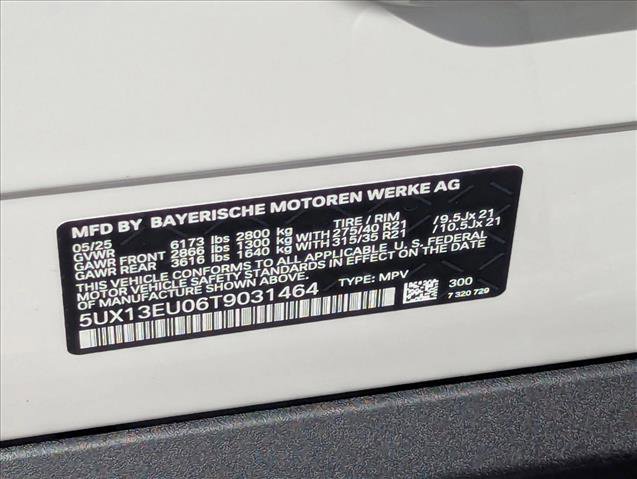 MFD BY BAYERISCHE MOTOREN WERKE AG
05/25 TIRE / RIM
GVWR 6173 lbs 2800 kg
GAWR FRONT 2866 lbs 1300 kg WITH 275/40 R21 /9.5Jx21
GAWR REAR 3616 lbs 1640 kg WITH 315/35 R21 /10.5Jx21
THIS VEHICLE CONFORMS TO ALL APPLICABLE U. S. FEDERAL
MOTOR VEHICLE SAFETY STANDARDS IN EFFECT ON THE DATE
OF MANUFACTURE SHOWN ABOVE.
5UX13EU06T9031464 TYPE: MPV
300
7 320 729